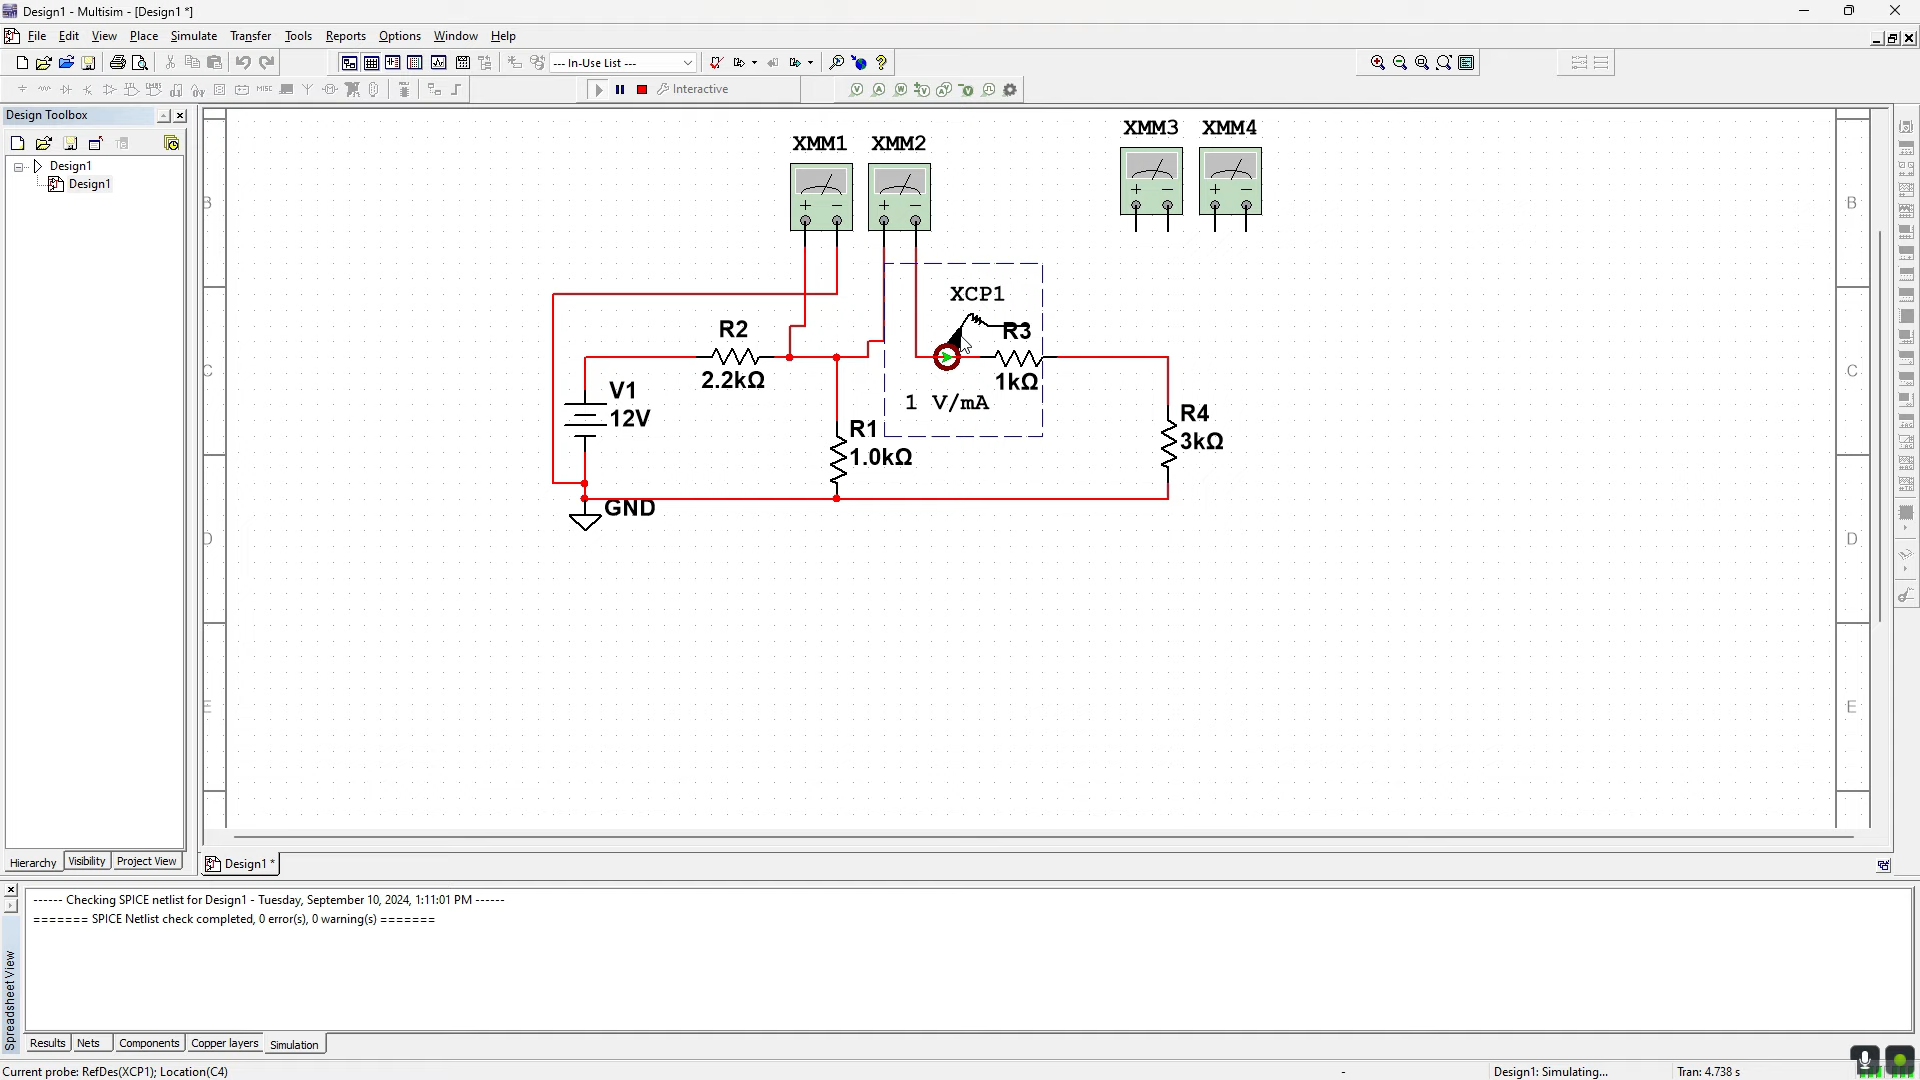 Design1 - Multisim - [Design1 *]
File Edit View Place Simulate Transfer Tools Reports Options Window Help
--- In-Use List ---
MISC
Interactive
Design Toolbox
Design1
Design1
XMM1 XMM2 XMM3 XMM4
B B
XCP1
R2 R3
C C
2.2kΩ 1kΩ
V1
12V
1 V/mA
R1
1.0kΩ
R4
3kΩ
GND
D D
E E
Hierarchy Visibility Project View
Design1 *
------ Checking SPICE netlist for Design1 - Tuesday, September 10, 2024, 1:11:01 PM ------
======= SPICE Netlist check completed, 0 error(s), 0 warning(s) =======
Spreadsheet View
Results Nets Components Copper layers Simulation
Current probe: RefDes(XCP1); Location(C4) - Design1: Simulating... Tran: 4.738 s